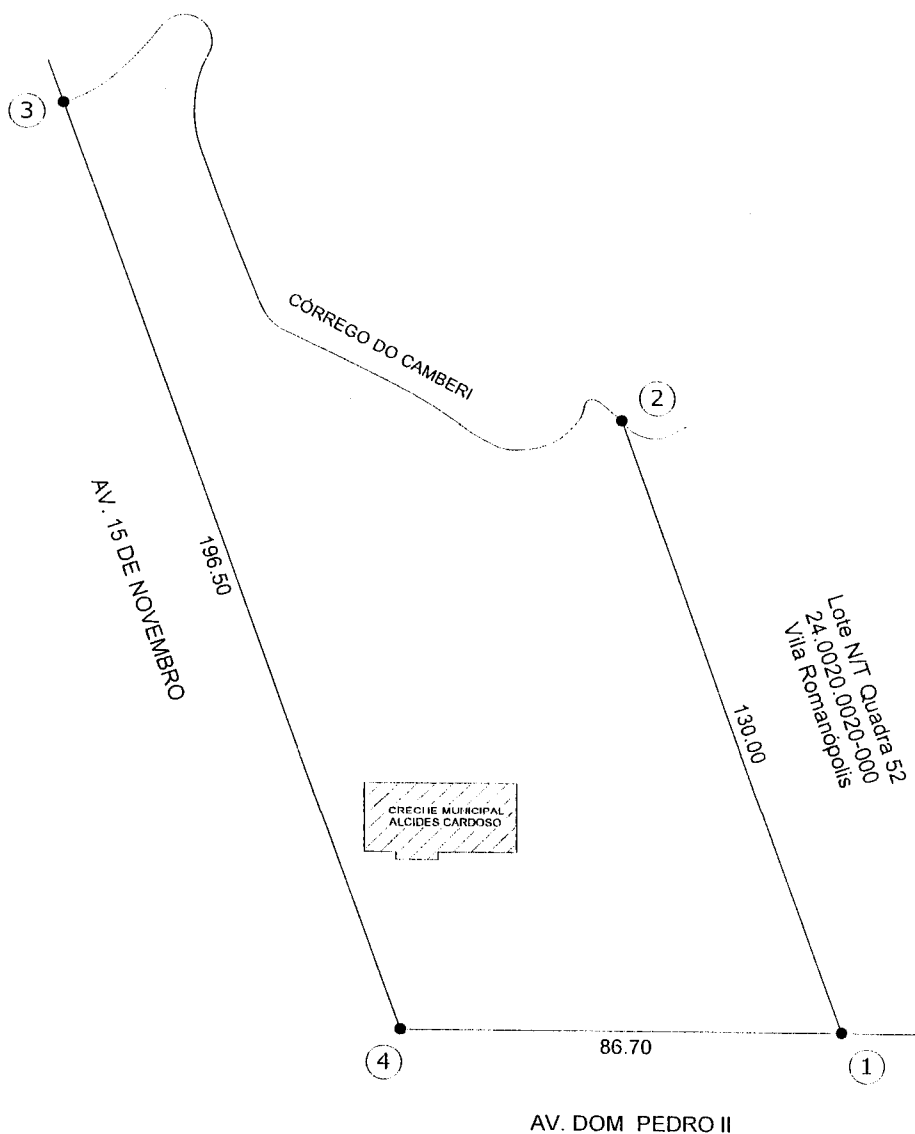 3
CÓRREGO DO CAMBERI
2
AV. 15 DE NOVEMBRO
196.50
Lote N/T Quadra 52
24.0020.0020-000
Vila Romanópolis
130.00
CRECHE MUNICIPAL
ALCIDES CARDOSO
86.70
4
1
AV. DOM PEDRO II